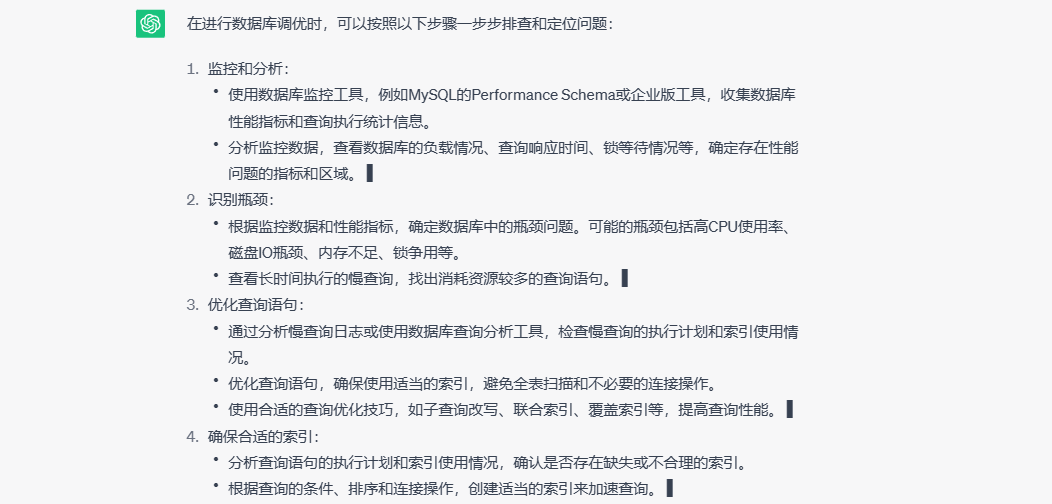 在进行数据库调优时，可以按照以下步骤一步步排查和定位问题：
1. 监控和分析：
• 使用数据库监控工具，例如MySQL的Performance Schema或企业版工具，收集数据库
性能指标和查询执行统计信息。
• 分析监控数据，查看数据库的负载情况、查询响应时间、锁等待情况等，确定存在性能
问题的指标和区域。
2. 识别瓶颈：
• 根据监控数据和性能指标，确定数据库中的瓶颈问题。可能的瓶颈包括高CPU使用率、
磁盘IO瓶颈、内存不足、锁争用等。
• 查看长时间执行的慢查询，找出消耗资源较多的查询语句。
3. 优化查询语句：
• 通过分析慢查询日志或使用数据库查询分析工具，检查慢查询的执行计划和索引使用情
况。
• 优化查询语句，确保使用适当的索引，避免全表扫描和不必要的连接操作。
• 使用合适的查询优化技巧，如子查询改写、联合索引、覆盖索引等，提高查询性能。
4. 确保合适的索引：
• 分析查询语句的执行计划和索引使用情况，确认是否存在缺失或不合理的索引。
• 根据查询的条件、排序和连接操作，创建适当的索引来加速查询。